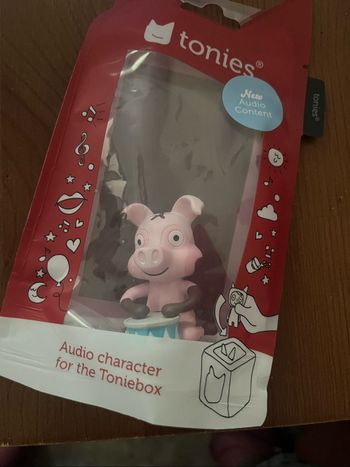 tonies®
New
Audio
Content
tonies®
Audio character
for the Toniebox